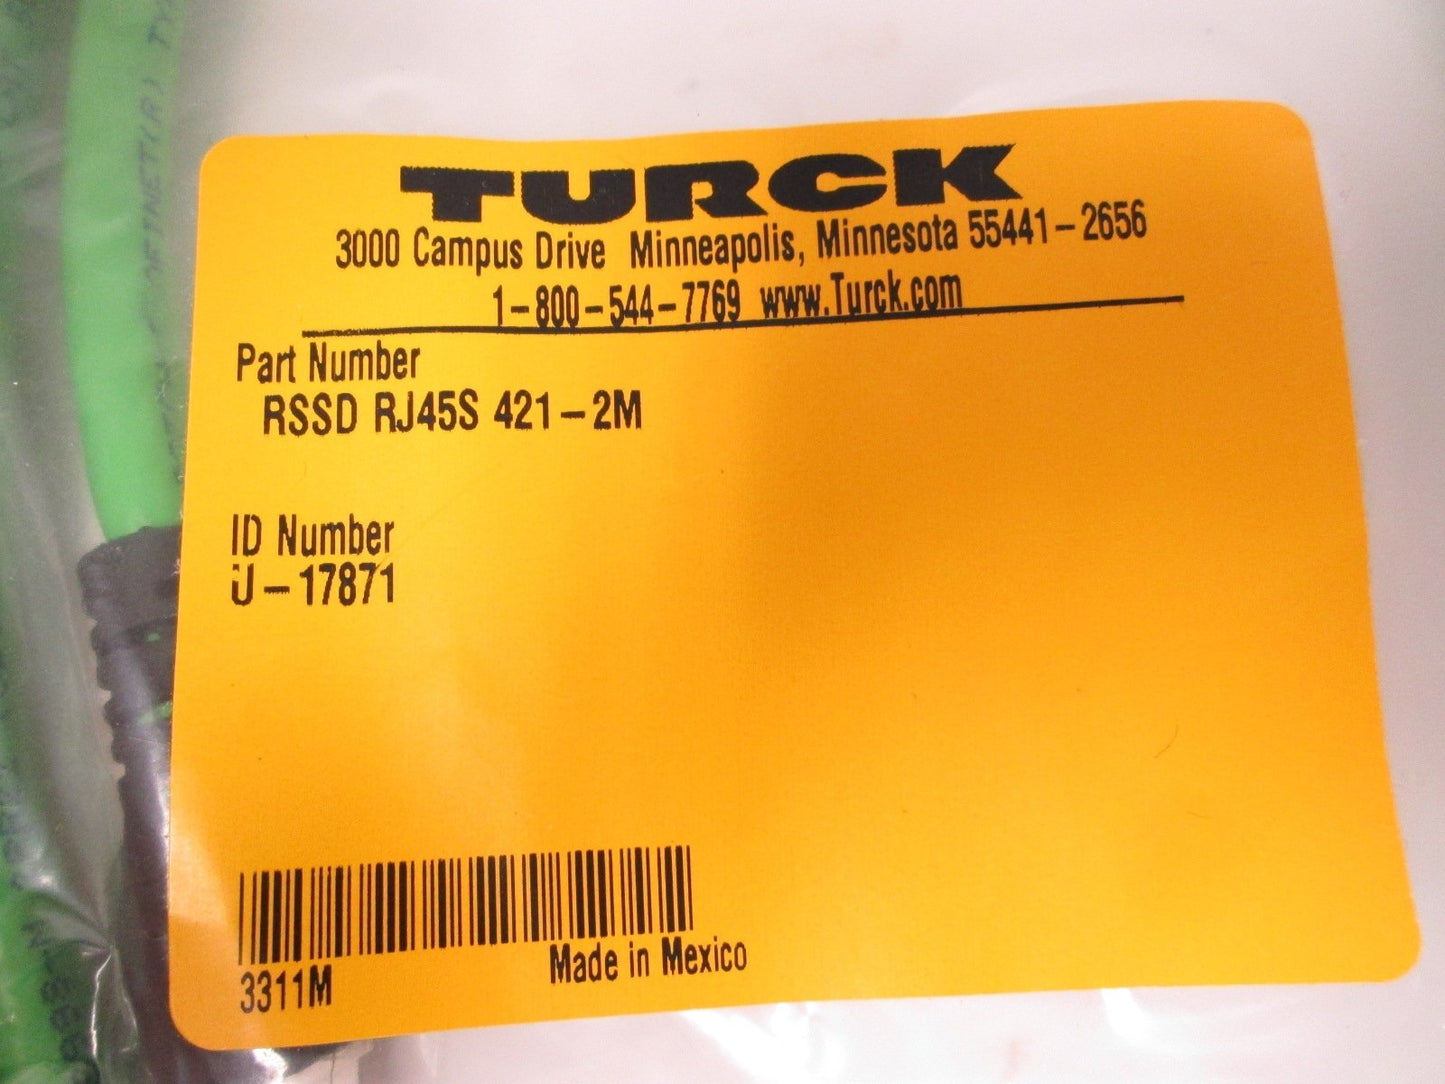 TURCK
3000 Campus Drive Minneapolis, Minnesota 55441-2656
1-800-544-7769 www.Turck.com
Part Number
RSSD RJ45S 421-2M
ID Number
U-17871
3311M
Made in Mexico